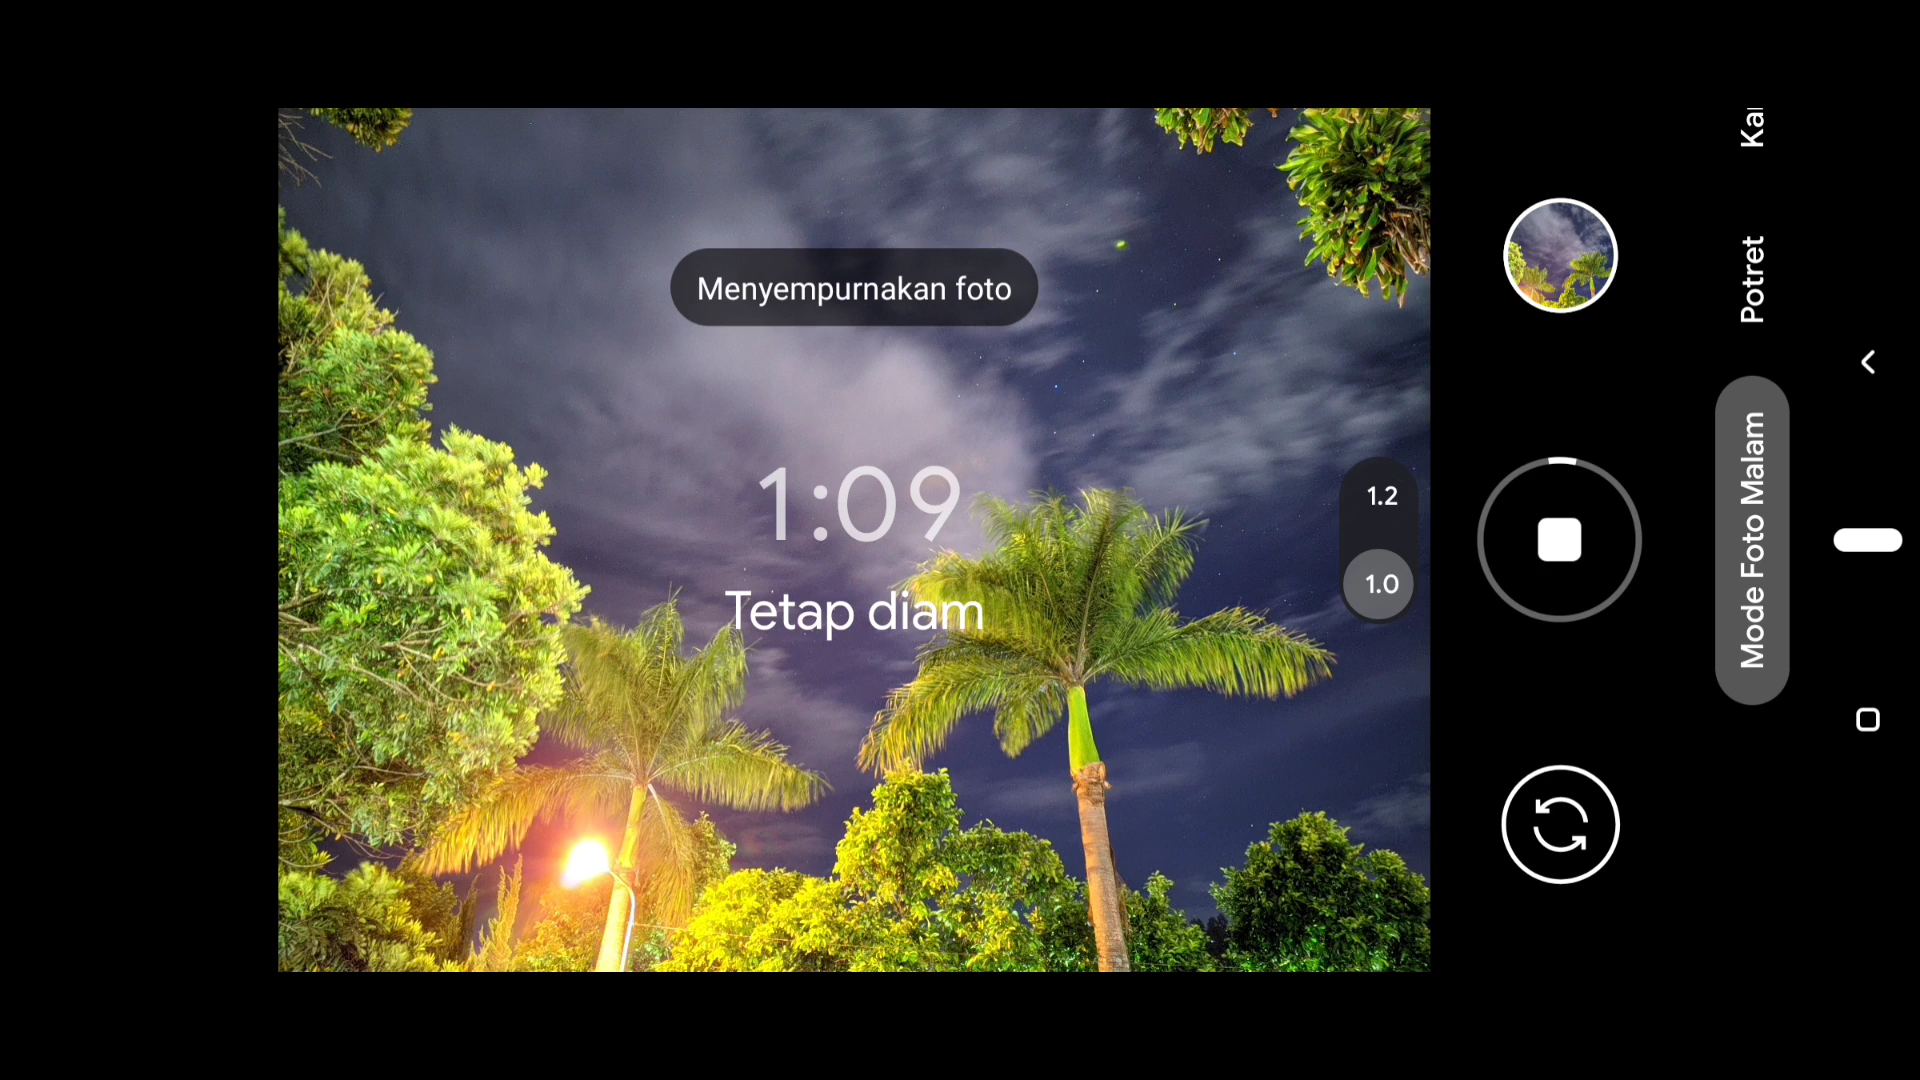 Menyempurnakan foto
1:09
Tetap diam
1.2
1.0
Potret
Mode Foto Malam